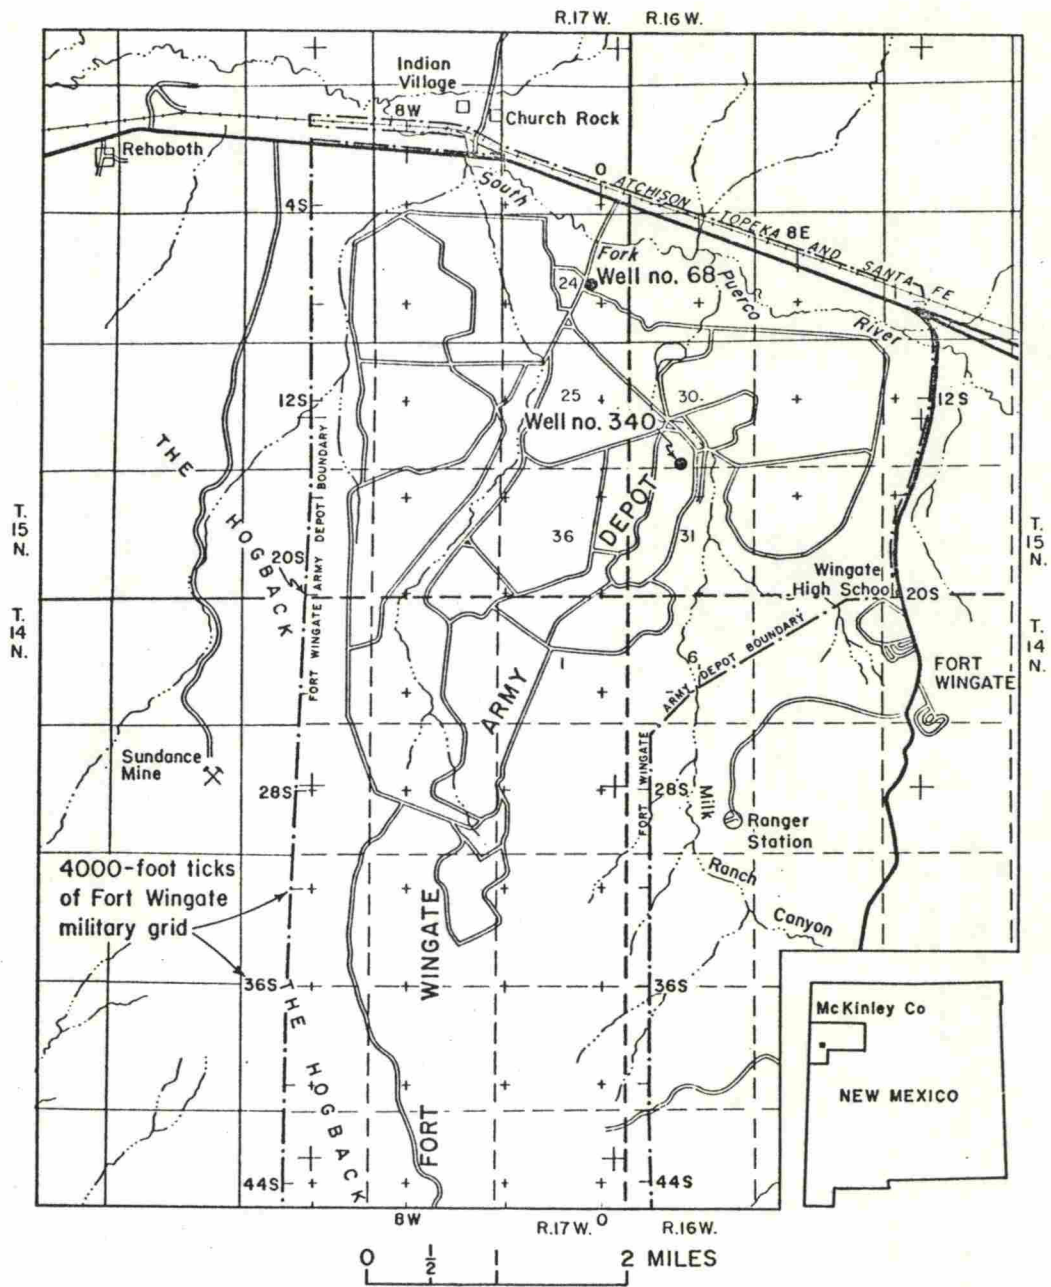 R.17 W. R.16 W.
Indian
Village
8W
Church Rock
Rehoboth
South
0
ATCHISON TOPEKA AND SANTA FE
4S
8E
Fork
Well no. 68
24
Puerco
River
25
30.
12S
12S
Well no. 340
THE HOGBACK
FORT WINGATE ARMY DEPOT BOUNDARY
T.
15
N.
T.
15
N.
36
DEPOT
31
20S
Wingate
High School
20S
T.
14
N.
T.
14
N.
6
ARMY DEPOT BOUNDARY
1
ARMY
FORT
WINGATE
FORT WINGATE
Sundance
Mine
28S
28S
Milk
Ranger
Station
4000-foot ticks
of Fort Wingate
military grid
Ranch
Canyon
WINGATE
36S
36S
THE HOGBACK
McKinley Co
NEW MEXICO
FORT
44S
44S
8W
0
R.17 W. R.16 W.
0 1/2 1 2 MILES